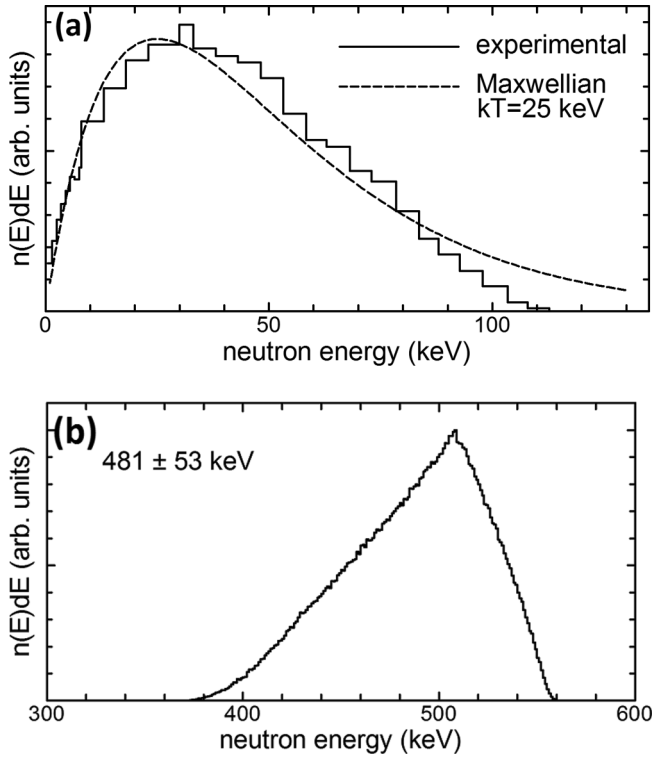 (a)
experimental
Maxwellian
kT=25 keV
n(E)dE (arb. units)
0 50 100
neutron energy (keV)
(b)
481 ± 53 keV
n(E)dE (arb. units)
300 400 500 600
neutron energy (keV)